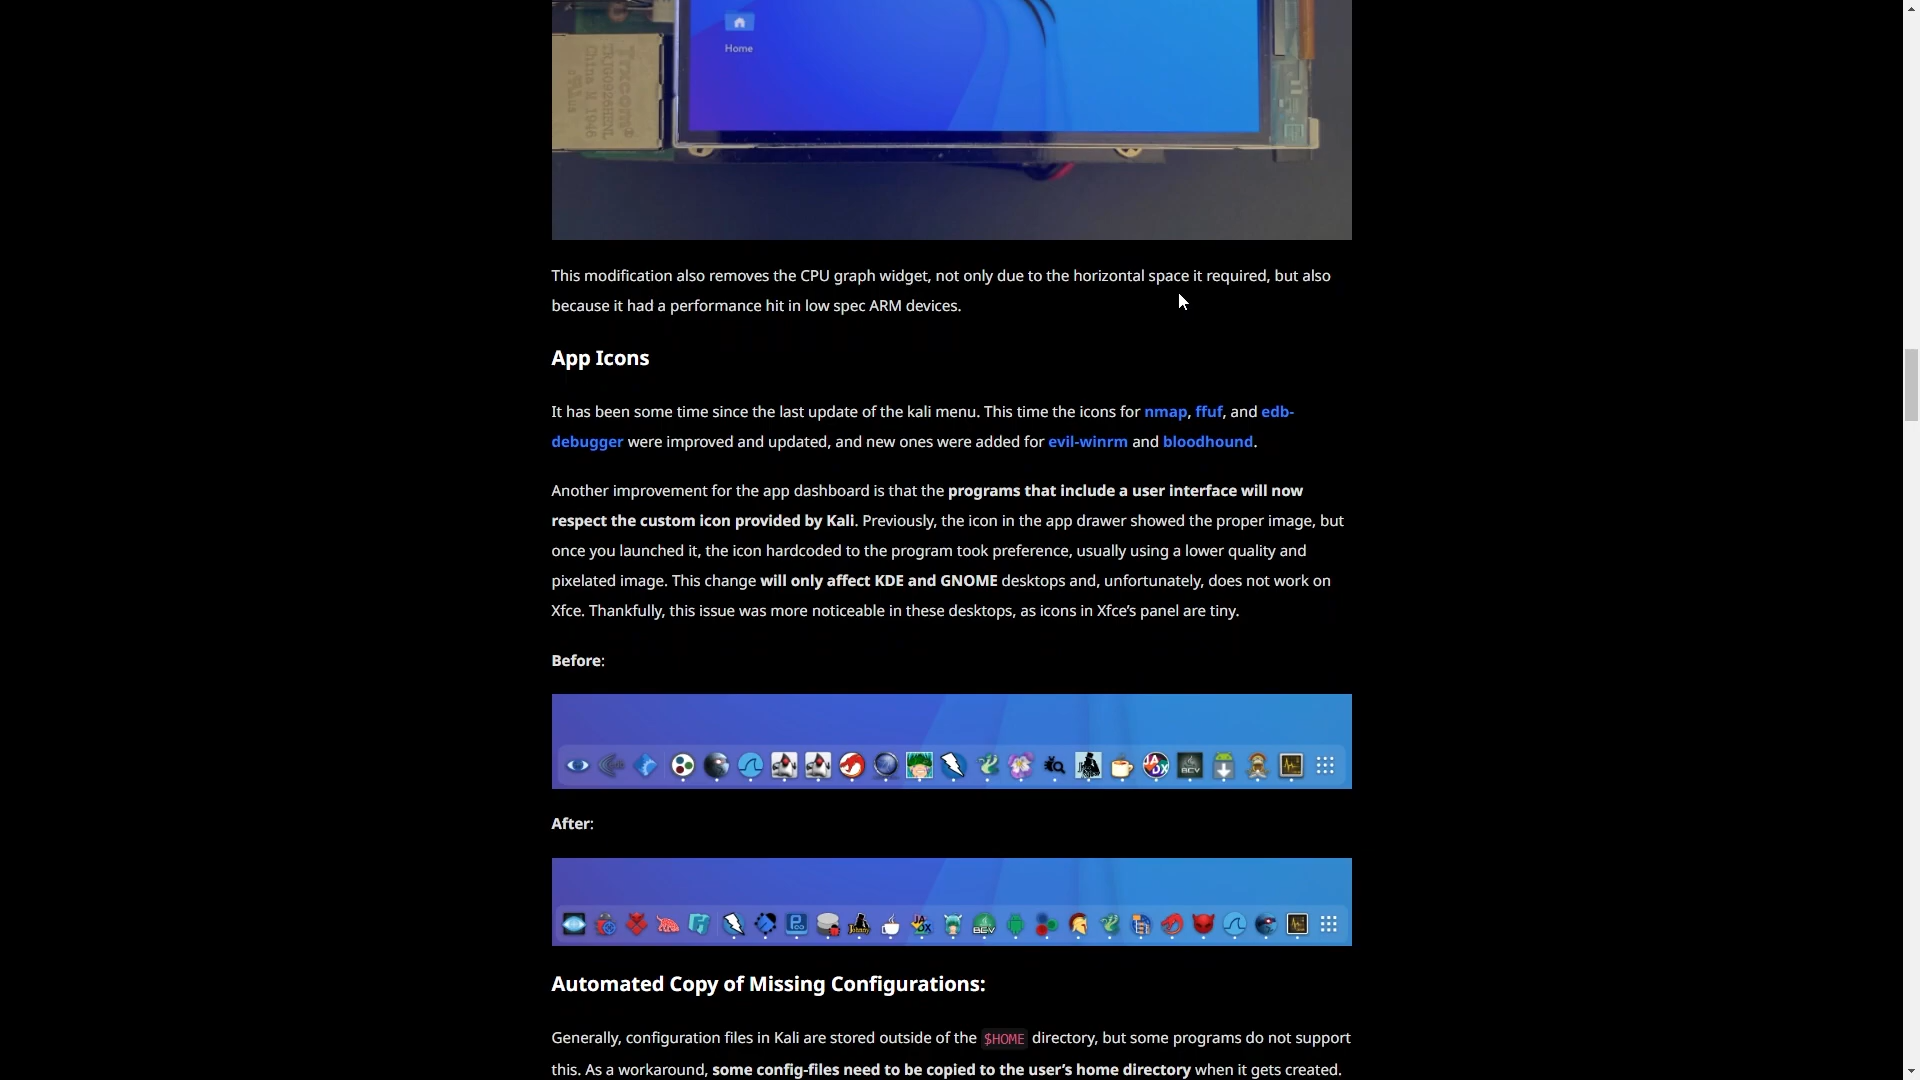 Home
Trxcom®
China M 1946
This modification also removes the CPU graph widget, not only due to the horizontal space it required, but also
because it had a performance hit in low spec ARM devices.
App Icons
It has been some time since the last update of the kali menu. This time the icons for nmap, ffuf, and edb-
debugger were improved and updated, and new ones were added for evil-winrm and bloodhound.
Another improvement for the app dashboard is that the programs that include a user interface will now
respect the custom icon provided by Kali. Previously, the icon in the app drawer showed the proper image, but
once you launched it, the icon hardcoded to the program took preference, usually using a lower quality and
pixelated image. This change will only affect KDE and GNOME desktops and, unfortunately, does not work on
Xfce. Thankfully, this issue was more noticeable in these desktops, as icons in Xfce’s panel are tiny.
Before:
JADX
BCV
After:
Johnny
JADX
BCV
Automated Copy of Missing Configurations:
Generally, configuration files in Kali are stored outside of the $HOME directory, but some programs do not support
this. As a workaround, some config-files need to be copied to the user’s home directory when it gets created.